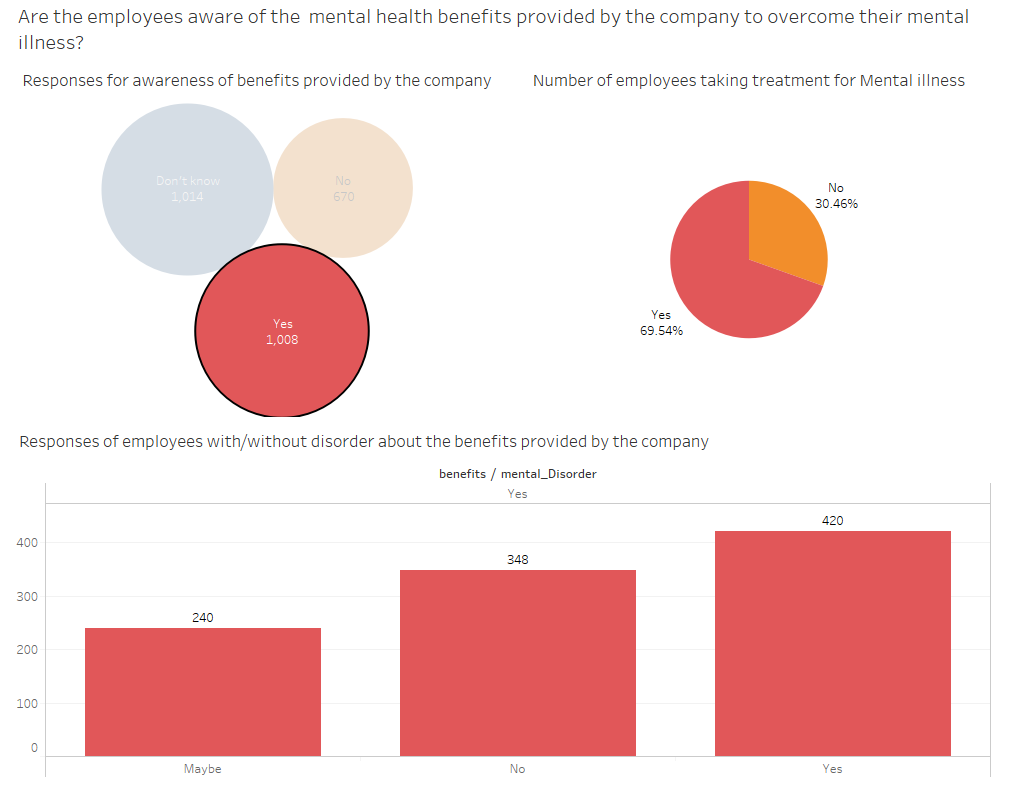 Are the employees aware of the mental health benefits provided by the company to overcome their mental
illness?
Responses for awareness of benefits provided by the company
Number of employees taking treatment for Mental illness
Don't know
1,014
No
670
Yes
1,008
No
30.46%
Yes
69.54%
Responses of employees with/without disorder about the benefits provided by the company
benefits / mental_Disorder
Yes
400
300
200
100
0
240
348
420
Maybe
No
Yes